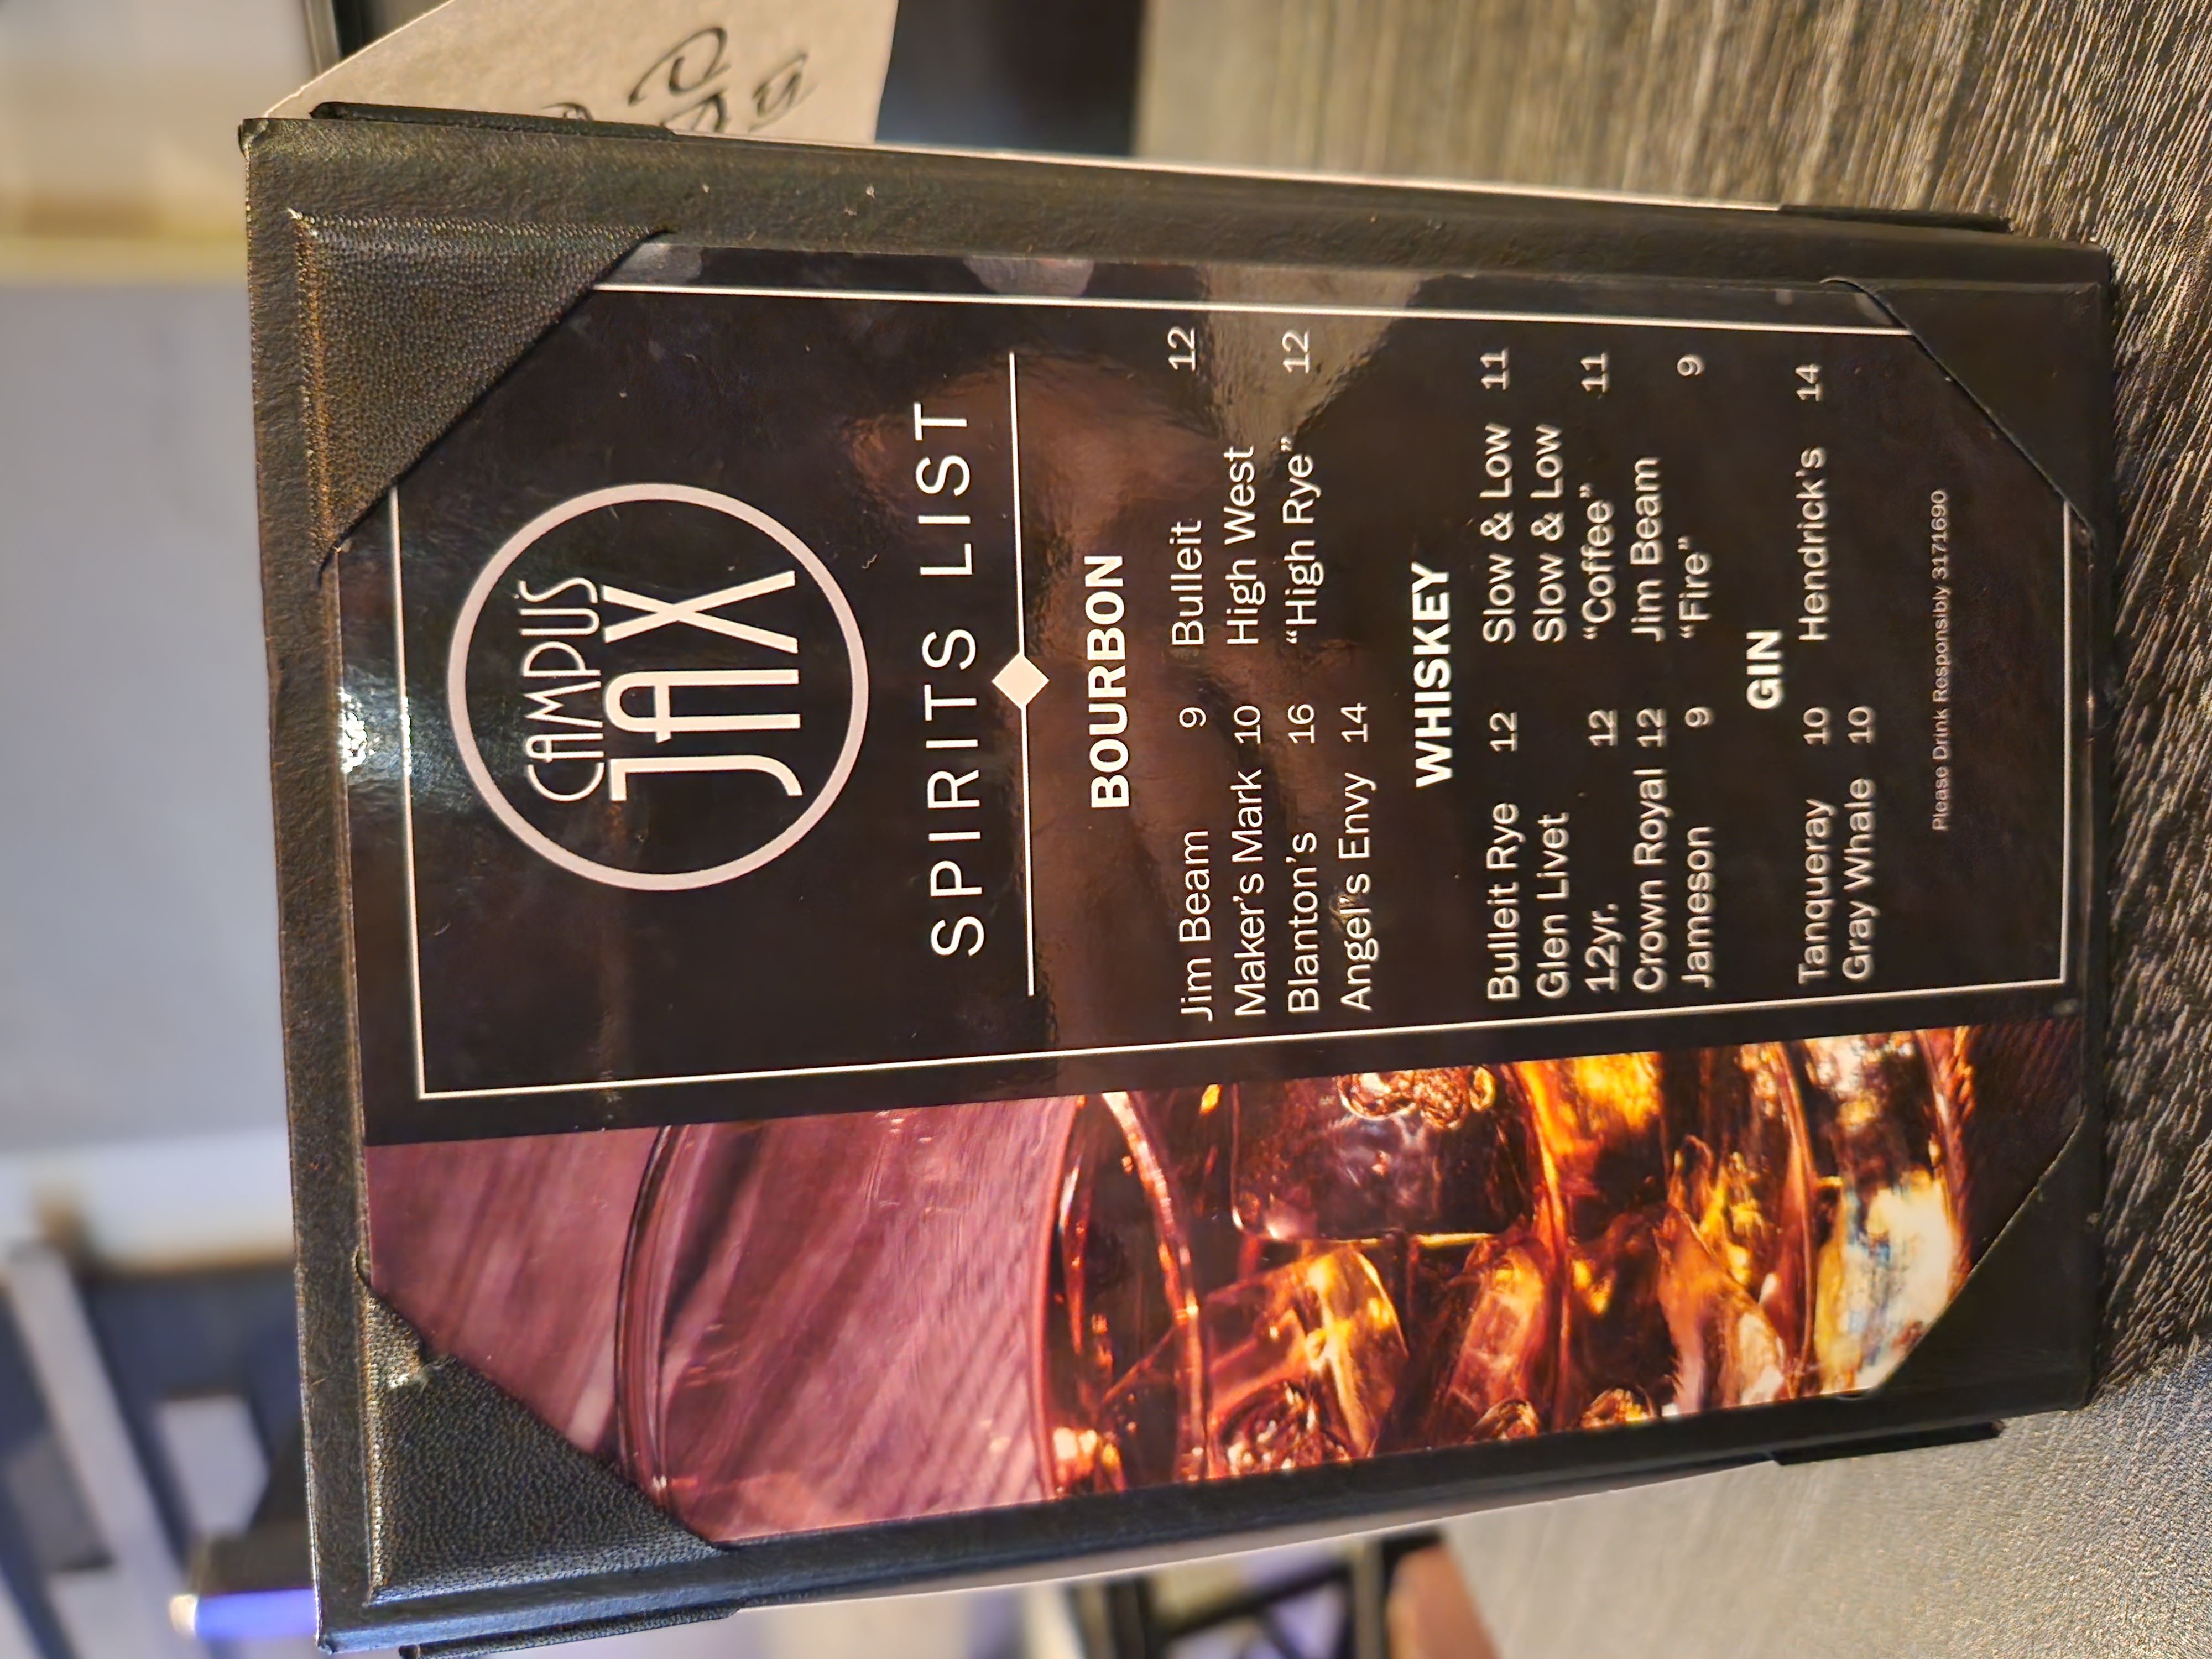 CAMPUS
JAX
SPIRITS LIST
BOURBON
Jim Beam 9
Maker's Mark 10
Blanton's 16
Angel's Envy 14
Bulleit 12
High West
"High Rye" 12
WHISKEY
Bulleit Rye 12
Glen Livet
12yr. 12
Crown Royal 12
Jameson 9
Slow & Low 11
Slow & Low
"Coffee" 11
Jim Beam
"Fire" 9
GIN
Tanqueray 10
Gray Whale 10
Hendrick's 14
Please Drink Responsibly 3171690